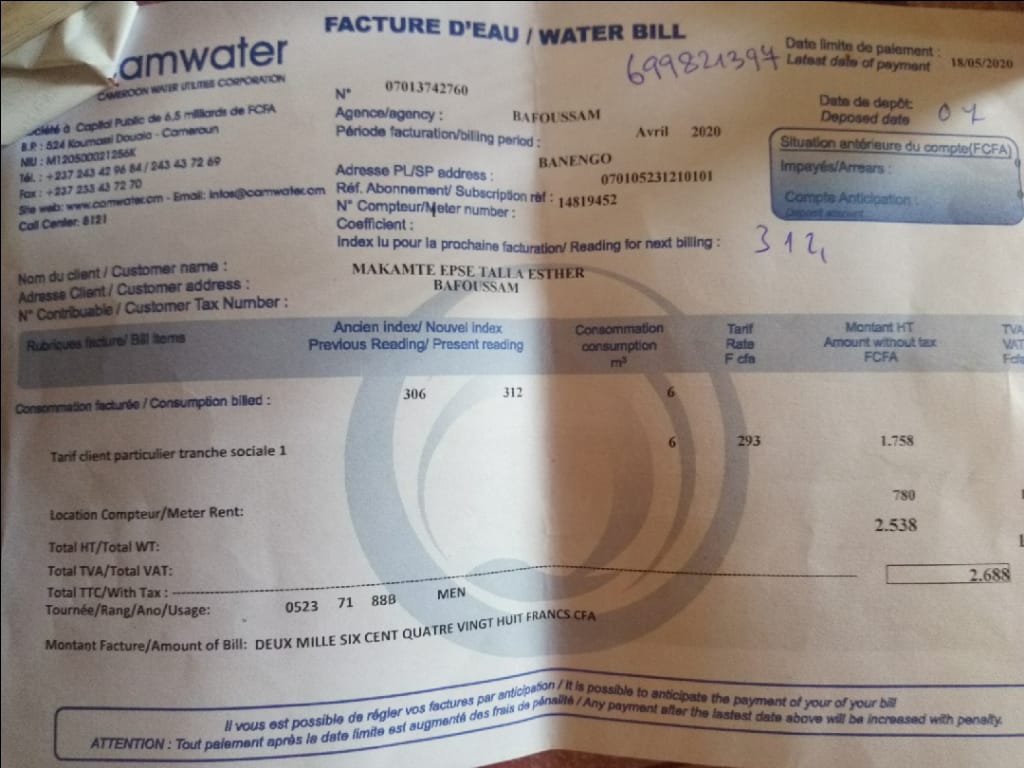 FACTURE D'EAU / WATER BILL
amwater
CAMEROON WATER UTILITIES CORPORATION
à Capital Public de 6,5 milliards de FCFA
B.P : 524 Koumassi Douala - Cameroun
NIU : M120500021256K
Tél. : +237 243 42 96 84 / 243 43 72 69
Fax : +237 233 43 72 70
Site web: www.camwater.cm - Email: infos@camwater.com
Call Center: 8121
699821397
Date limite de paiement :
Latest date of payment 18/05/2020
Date de depôt:
Deposed date 07
N° 07013742760
Agence/agency : BAFOUSSAM
Période facturation/billing period : Avril 2020
Adresse PL/SP address : BANENGO
Réf. Abonnement/ Subscription réf : 070105231210101
N° Compteur/Meter number : 14819452
Coefficient :
Index lu pour la prochaine facturation/ Reading for next billing : 312,
Situation antérieure du compte(FCFA)
Impayés/Arrears :
Compte Anticipation :
Deposit account
Nom du client / Customer name : MAKAMTE EPSE TALLA ESTHER
Adresse Client / Customer address : BAFOUSSAM
N° Contribuable / Customer Tax Number :
Rubriques facture/ Bill items
Ancien index/ Nouvel index
Previous Reading/ Present reading
Consommation
consumption
m³
Tarif
Rate
F cfa
Montant HT
Amount without tax
FCFA
TVA
VAT
Fcfa
Consommation facturée / Consumption billed : 306 312 6
Tarif client particulier tranche sociale 1 6 293 1.758
Location Compteur/Meter Rent: 780
Total HT/Total WT: 2.538
Total TVA/Total VAT:
Total TTC/With Tax : 2.688
Tournée/Rang/Ano/Usage: 0523 71 88B MEN
Montant Facture/Amount of Bill: DEUX MILLE SIX CENT QUATRE VINGT HUIT FRANCS CFA
Il vous est possible de régler vos factures par anticipation / It is possible to anticipate the payment of your of your bill
ATTENTION : Tout paiement après la date limite est augmenté des frais de pénalité / Any payment after the lastest date above will be increased with penalty.